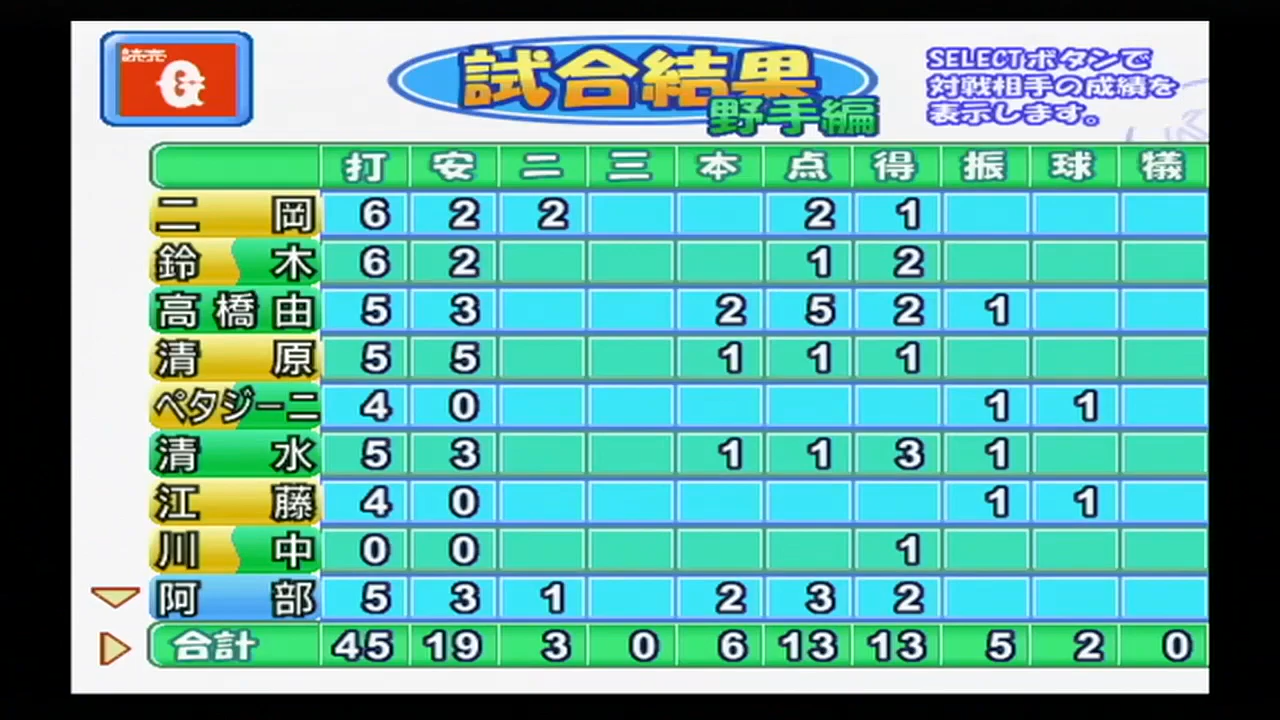 読売
G
試合結果
野手編
SELECTボタンで
対戦相手の成績を
表示します。
打 安 二 三 本 点 得 振 球 犠
二岡 6 2 2 2 1
鈴木 6 2 1 2
高橋由 5 3 2 5 2 1
清原 5 5 1 1 1
ペタジーニ 4 0 1 1
清水 5 3 1 1 3 1
江藤 4 0 1 1
川中 0 0 1
阿部 5 3 1 2 3 2
合計 45 19 3 0 6 13 13 5 2 0